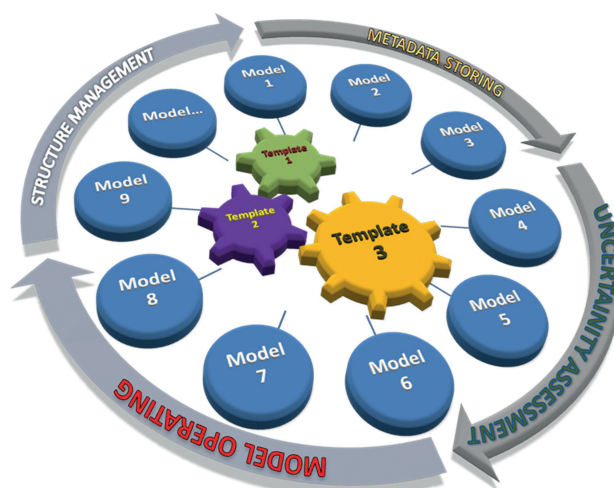 STRUCTURE MANAGEMENT
METADATA STORING
UNCERTAINITY ASSESSMENT
MODEL OPERATING
Model
1
Model
2
Model
3
Model
4
Model
5
Model
6
Model
7
Model
8
Model
9
Model...
Template
1
Template
2
Template
3